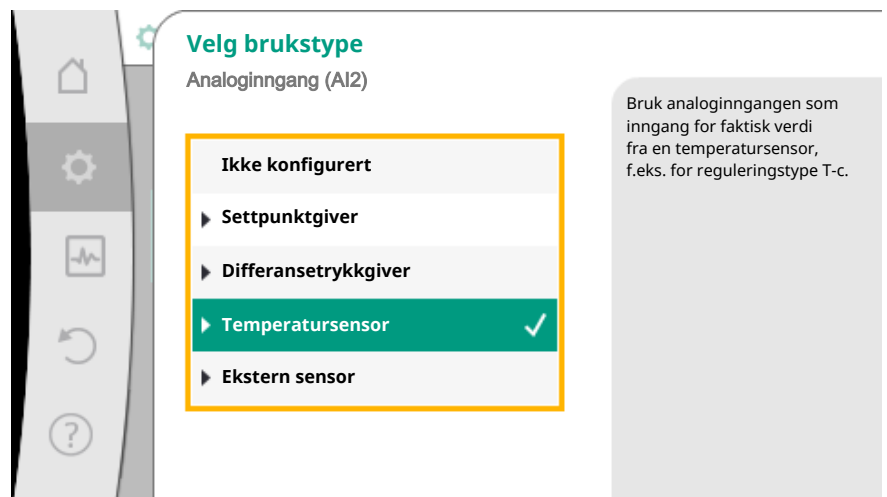 Velg brukstype
Analoginngang (AI2)
Ikke konfigurert
Settpunktgiver
Differansetrykkgiver
Temperatursensor
Ekstern sensor
Bruk analoginngangen som
inngang for faktisk verdi
fra en temperatursensor,
f.eks. for reguleringstype T-c.
?